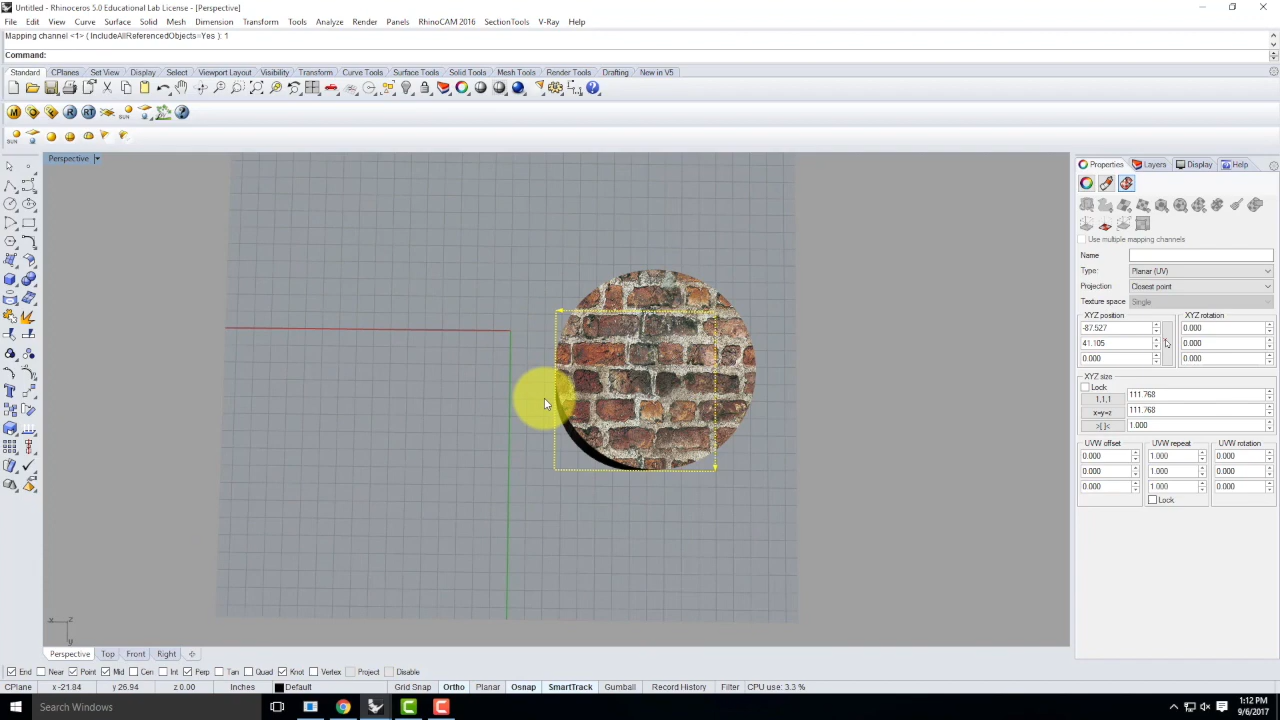 Untitled - Rhinoceros 5.0 Educational Lab License - [Perspective]
File Edit View Curve Surface Solid Mesh Dimension Transform Tools Analyze Render Panels RhinoCAM 2016 SectionTools V-Ray Help
Mapping channel <1> ( IncludeAllReferencedObjects=Yes ): 1
Command:
Standard CPlanes Set View Display Select Viewport Layout Visibility Transform Curve Tools Surface Tools Solid Tools Mesh Tools Render Tools Drafting New in V5
M R RT
SUN
SUN
Perspective
Properties Layers Display Help
Use multiple mapping channels
Name
Type: Planar (UV)
Projection: Closest point
Texture space: Single
XYZ position XYZ rotation
-87.527 0.000
41.105 0.000
0.000 0.000
XYZ size
Lock
1,1,1 111.768
x=y=z 111.768
>[ ]< 1.000
UVW offset UVW repeat UVW rotation
0.000 1.000 0.000
0.000 1.000 0.000
0.000 1.000 0.000
Lock
x z
y
Perspective Top Front Right
End Near Point Mid Cen Int Perp Tan Quad Knot Vertex Project Disable
CPlane x -21.84 y 26.94 z 0.00 Inches Default Grid Snap Ortho Planar Osnap SmartTrack Gumball Record History Filter CPU use: 3.3 %
Search Windows
1:12 PM
9/6/2017